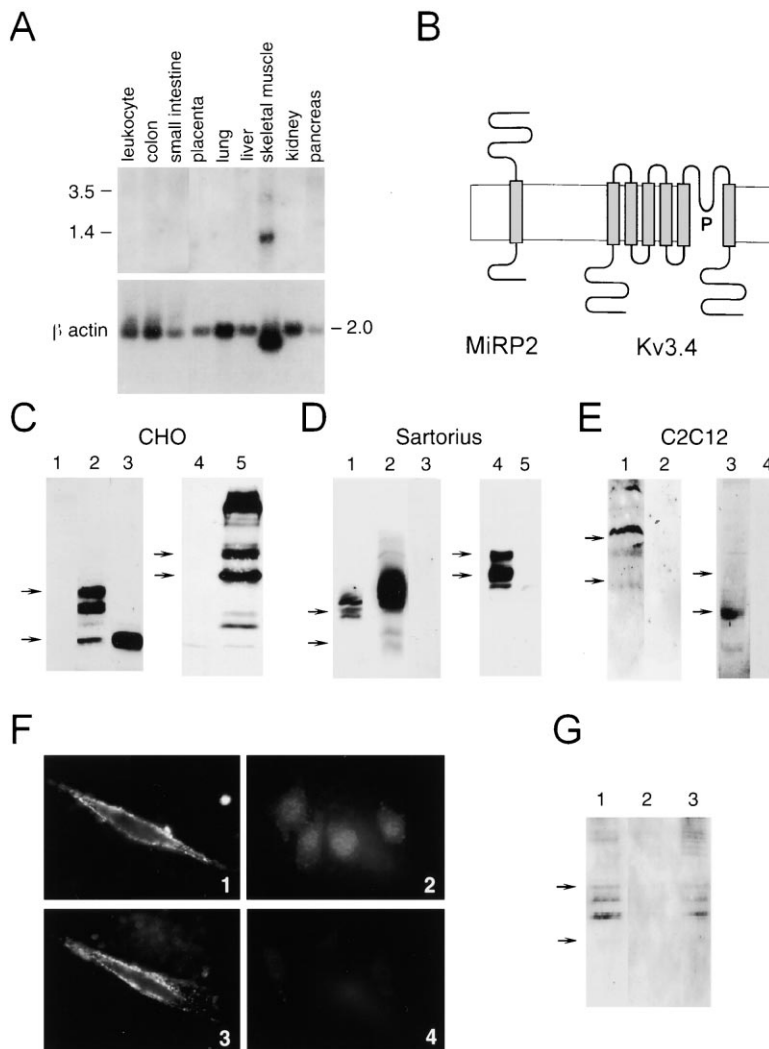 A
leukocyte
colon
small intestine
placenta
lung
liver
skeletal muscle
kidney
pancreas
3.5
1.4
β actin
2.0
B
P
MiRP2 Kv3.4
C
CHO
1 2 3 4 5
D
Sartorius
1 2 3 4 5
E
C2C12
1 2 3 4
F
1
2
3
4
G
1 2 3